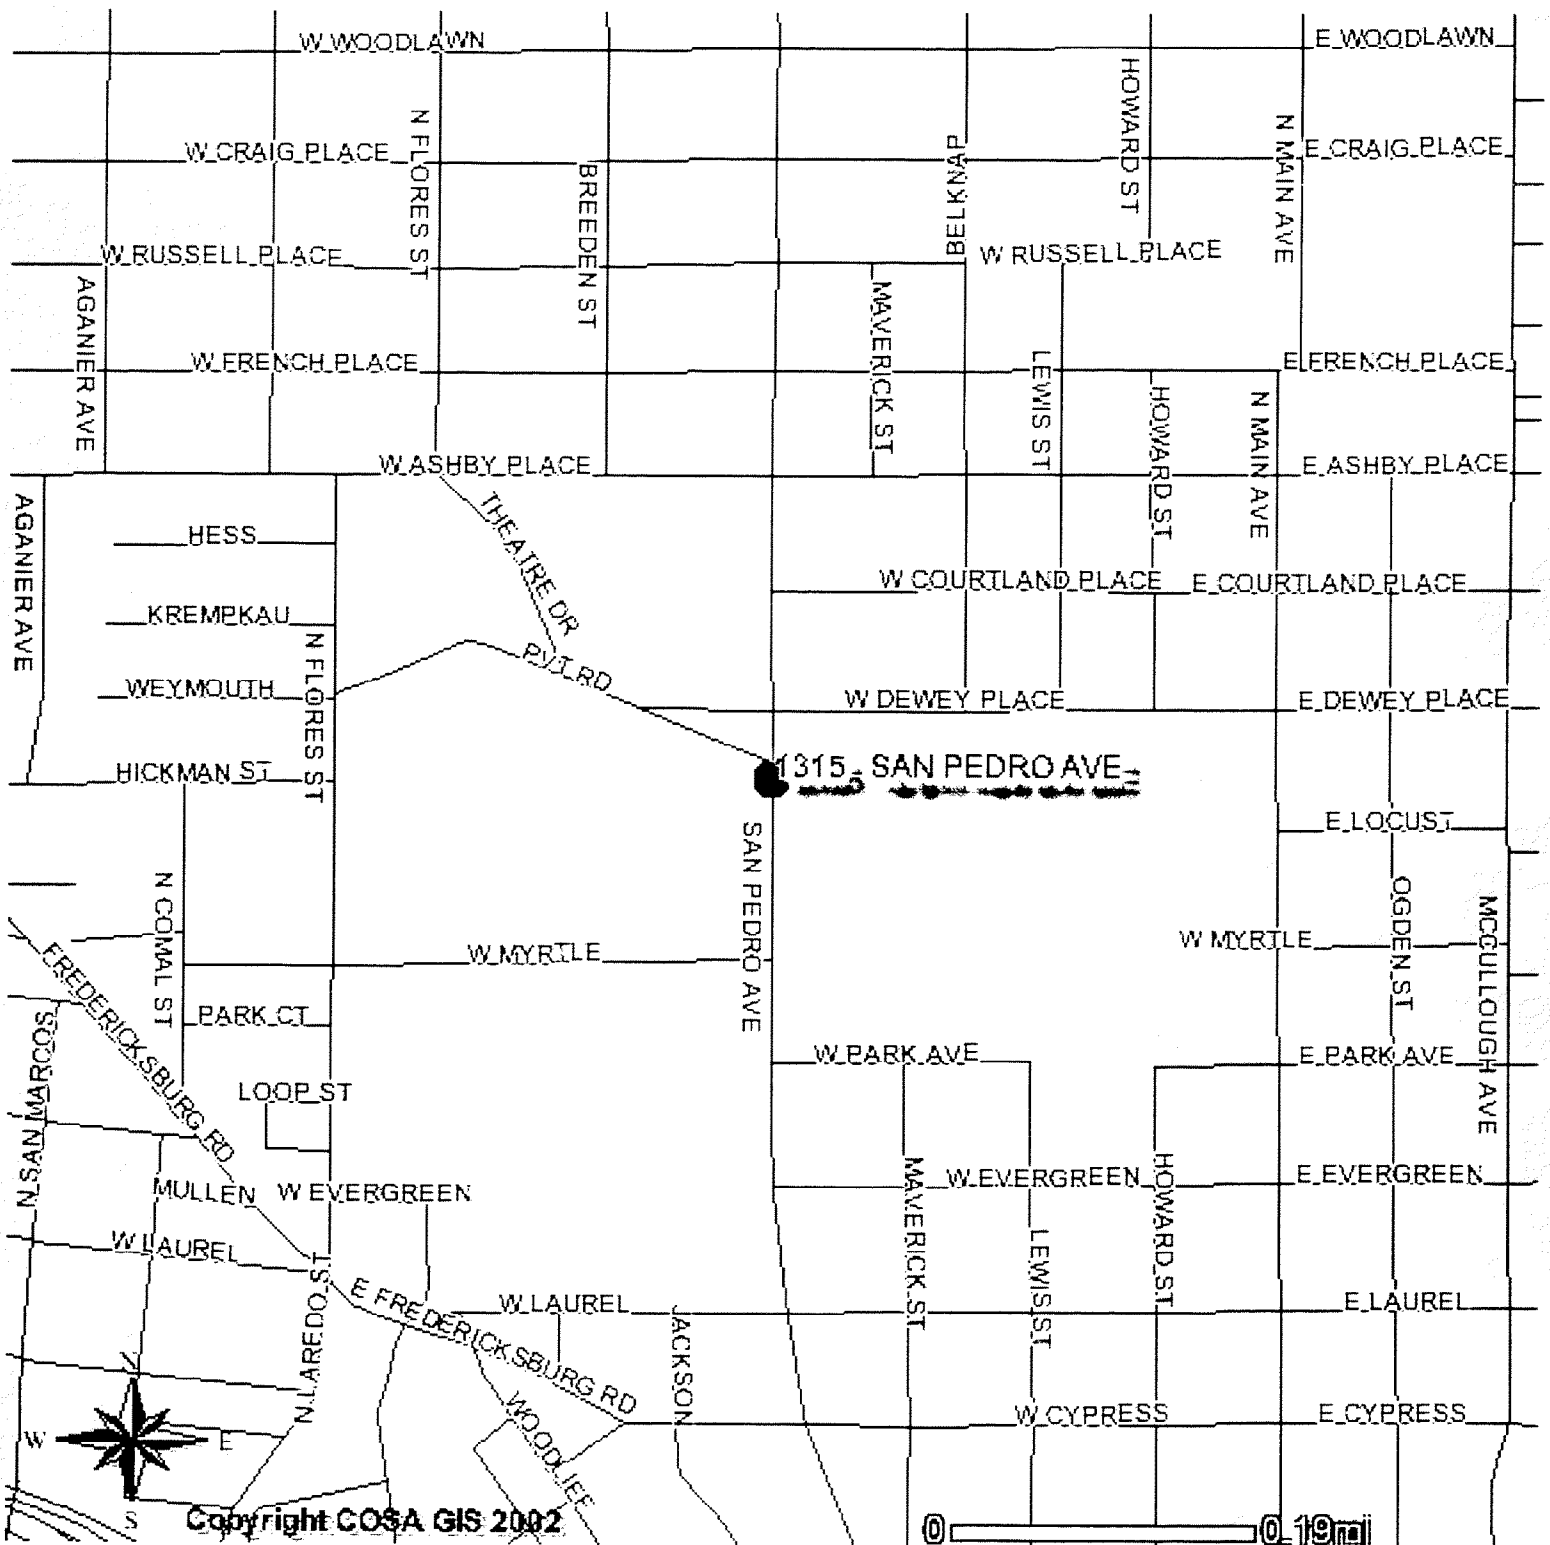 W WOODLAWN
E WOODLAWN
HOWARD ST
N FLORES ST
N MAIN AVE
W CRAIG PLACE
BELKNAP
E CRAIG PLACE
BREEDEN ST
W RUSSELL PLACE
W RUSSELL PLACE
AGANIER AVE
MAVERICK ST
W FRENCH PLACE
LEWIS ST
E FRENCH PLACE
HOWARD ST
N MAIN AVE
W ASHBY PLACE
E ASHBY PLACE
AGANIER AVE
THEATRE DR
HESS
W COURTLAND PLACE
E COURTLAND PLACE
KREMPKAU
N FLORES ST
PVT RD
WEYMOUTH
W DEWEY PLACE
E DEWEY PLACE
HICKMAN ST
1315, SAN PEDRO AVE
SAN PEDRO AVE
E LOCUST
N COMAL ST
OGDEN ST
MCCULLOUGH AVE
W MYRTLE
W MYRTLE
FREDERICKSBURG RD
PARK CT
N SAN MARCOS
W PARK AVE
E PARK AVE
LOOP ST
MULLEN
W EVERGREEN
MAVERICK ST
W EVERGREEN
HOWARD ST
E EVERGREEN
W LAUREL
LEWIS ST
N LAREDO ST
E FREDERICKSBURG RD
W LAUREL
E LAUREL
ACKSON
WOODLIEF
W CYPRESS
E CYPRESS
N
W E
S
Copyright COSA GIS 2002
0 0.19mi